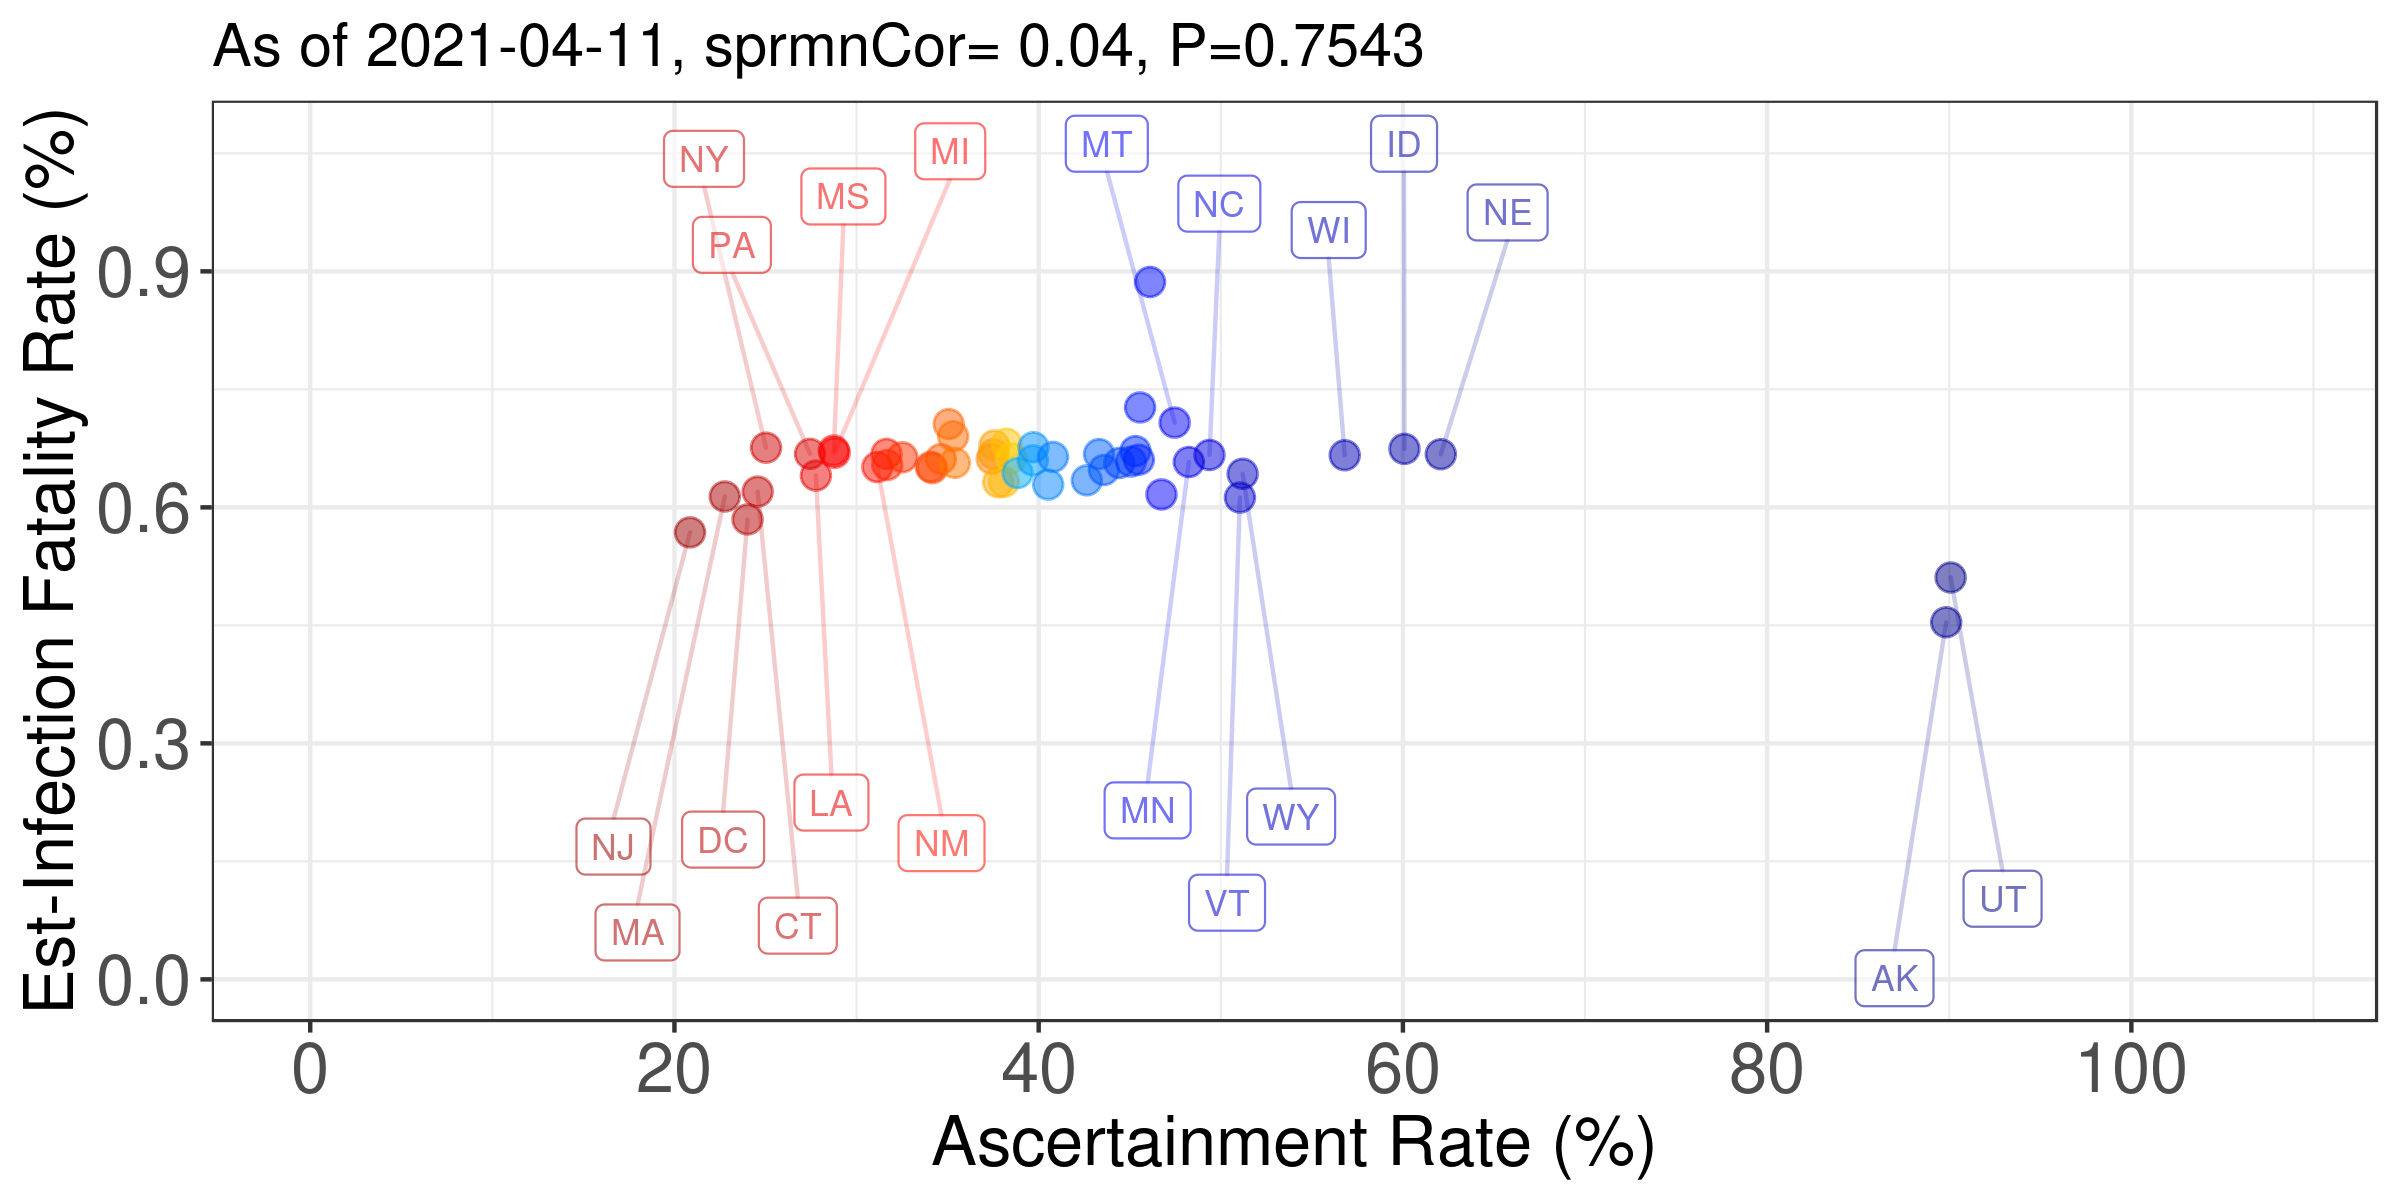 As of 2021-04-11, sprmnCor= 0.04, P=0.7543
Est-Infection Fatality Rate (%)
0.9
0.6
0.3
0.0
NY
PA
MS
MI
MT
NC
WI
ID
NE
NJ
MA
DC
CT
LA
NM
MN
VT
WY
AK
UT
0 20 40 60 80 100
Ascertainment Rate (%)